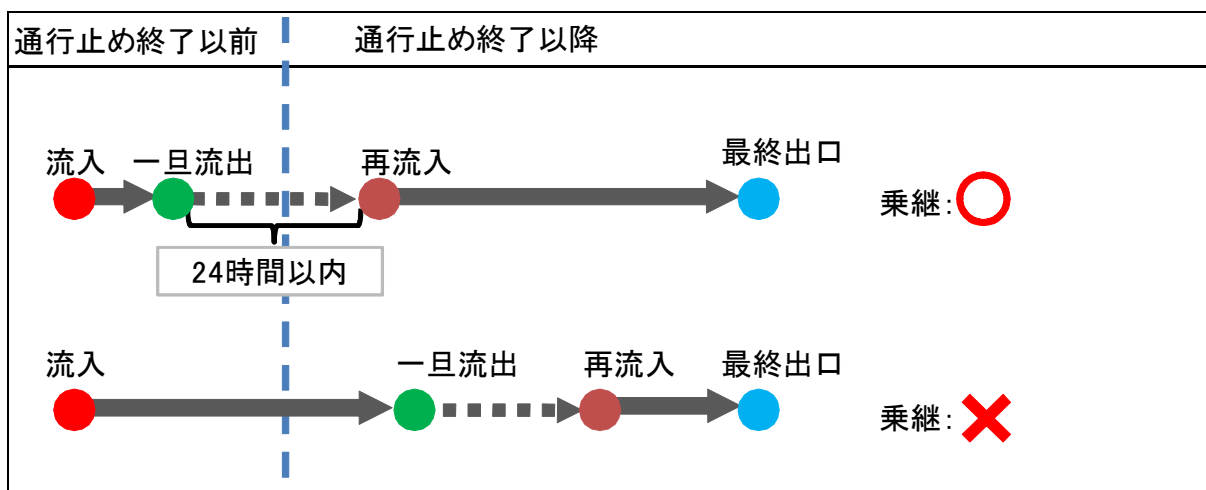 通行止め終了以前
通行止め終了以降
流入
一旦流出
再流入
最終出口
乗継:
24時間以内
流入
一旦流出
再流入
最終出口
乗継: